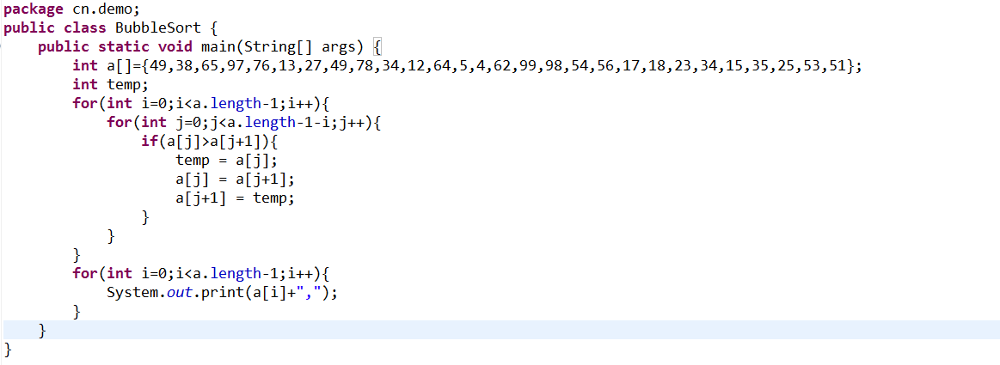 package cn.demo;
public class BubbleSort {
    public static void main(String[] args) {
        int a[]={49,38,65,97,76,13,27,49,78,34,12,64,5,4,62,99,98,54,56,17,18,23,34,15,35,25,53,51};
        int temp;
        for(int i=0;i<a.length-1;i++){
            for(int j=0;j<a.length-1-i;j++){
                if(a[j]>a[j+1]){
                    temp = a[j];
                    a[j] = a[j+1];
                    a[j+1] = temp;
                }
            }
        }
        for(int i=0;i<a.length-1;i++){
            System.out.print(a[i]+",");
        }
    }
}